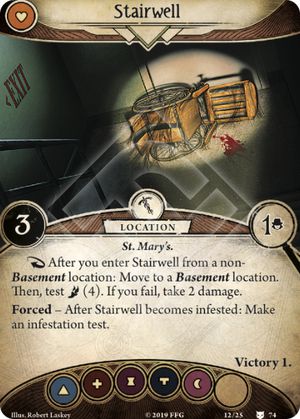 Stairwell
EXIT
3
LOCATION
1
St. Mary's.
After you enter Stairwell from a non-
Basement location: Move to a Basement location.
Then, test (4). If you fail, take 2 damage.
Forced – After Stairwell becomes infested: Make
an infestation test.
Victory 1.
Illus. Robert Laskey
© 2019 FFG
12/25
74